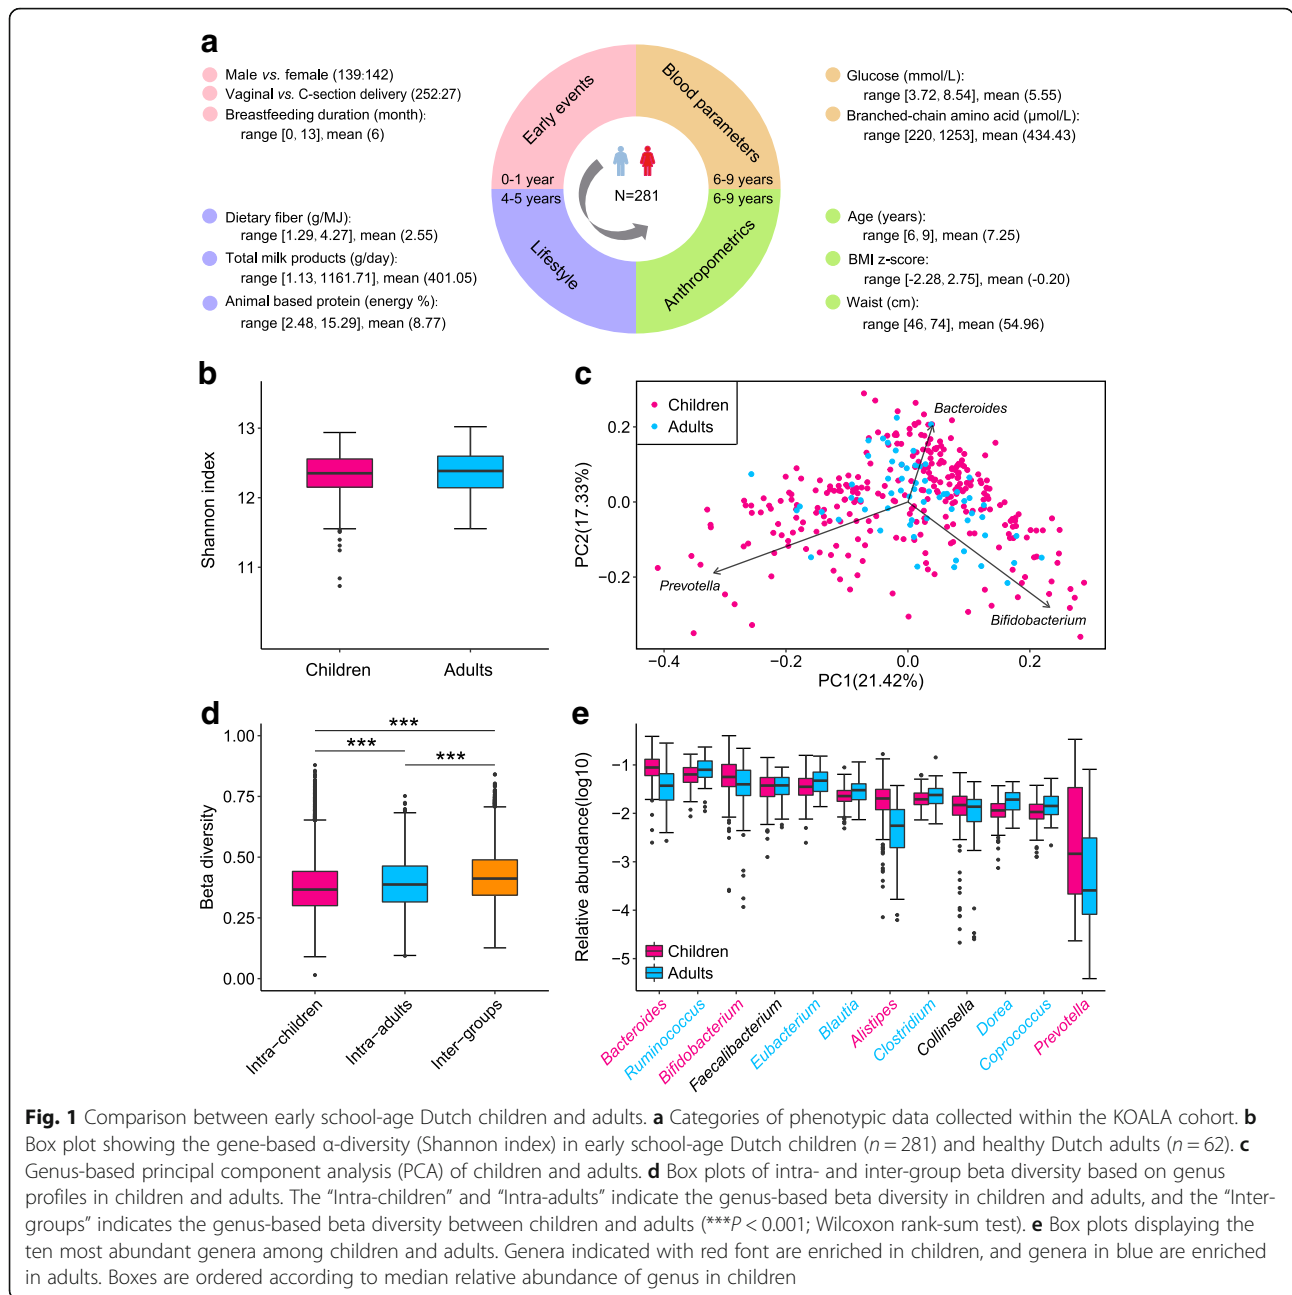 a
Male vs. female (139:142)
Vaginal vs. C-section delivery (252:27)
Breastfeeding duration (month):
range [0, 13], mean (6)
Dietary fiber (g/MJ):
range [1.29, 4.27], mean (2.55)
Total milk products (g/day):
range [1.13, 1161.71], mean (401.05)
Animal based protein (energy %):
range [2.48, 15.29], mean (8.77)
Early events
Blood parameters
0-1 year
6-9 years
4-5 years
6-9 years
N=281
Lifestyle
Anthropometrics
Glucose (mmol/L):
range [3.72, 8.54], mean (5.55)
Branched-chain amino acid (µmol/L):
range [220, 1253], mean (434.43)
Age (years):
range [6, 9], mean (7.25)
BMI z-score:
range [-2.28, 2.75], mean (-0.20)
Waist (cm):
range [46, 74], mean (54.96)
b
Shannon index
13
12
11
Children
Adults
c
Children
Adults
Bacteroides
Prevotella
Bifidobacterium
PC2(17.33%)
0.2
0.0
−0.2
−0.4
−0.2
0.0
0.2
PC1(21.42%)
d
Beta diversity
1.00
0.75
0.50
0.25
0.00
***
***
***
Intra-children
Intra-adults
Inter-groups
e
Relative abundance(log10)
−1
−2
−3
−4
−5
Children
Adults
Bacteroides
Ruminococcus
Bifidobacterium
Faecalibacterium
Eubacterium
Blautia
Alistipes
Clostridium
Collinsella
Dorea
Coprococcus
Prevotella
Fig. 1 Comparison between early school-age Dutch children and adults. a Categories of phenotypic data collected within the KOALA cohort. b
Box plot showing the gene-based α-diversity (Shannon index) in early school-age Dutch children (n = 281) and healthy Dutch adults (n = 62). c
Genus-based principal component analysis (PCA) of children and adults. d Box plots of intra- and inter-group beta diversity based on genus
profiles in children and adults. The “Intra-children” and “Intra-adults” indicate the genus-based beta diversity in children and adults, and the “Inter-
groups” indicates the genus-based beta diversity between children and adults (***P < 0.001; Wilcoxon rank-sum test). e Box plots displaying the
ten most abundant genera among children and adults. Genera indicated with red font are enriched in children, and genera in blue are enriched
in adults. Boxes are ordered according to median relative abundance of genus in children